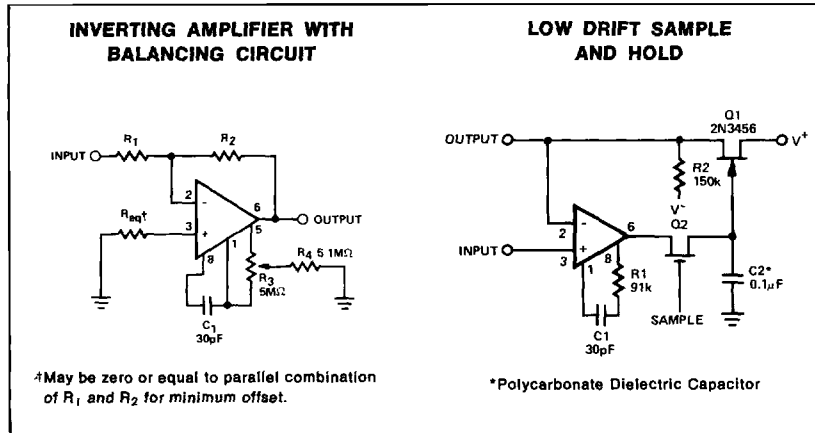 INVERTING AMPLIFIER WITH
BALANCING CIRCUIT
INPUT
R1
R2
2
-
6
OUTPUT
Req†
3
+
8
1
5
R4 5 1MΩ
R3
5MΩ
C1
30pF
‡May be zero or equal to parallel combination
of R1 and R2 for minimum offset.
LOW DRIFT SAMPLE
AND HOLD
Q1
2N3456
OUTPUT
V+
R2
150k
V-
Q2
2
-
6
INPUT
3
+
1
8
R1
91k
C2*
0.1µF
C1
30pF
SAMPLE
*Polycarbonate Dielectric Capacitor